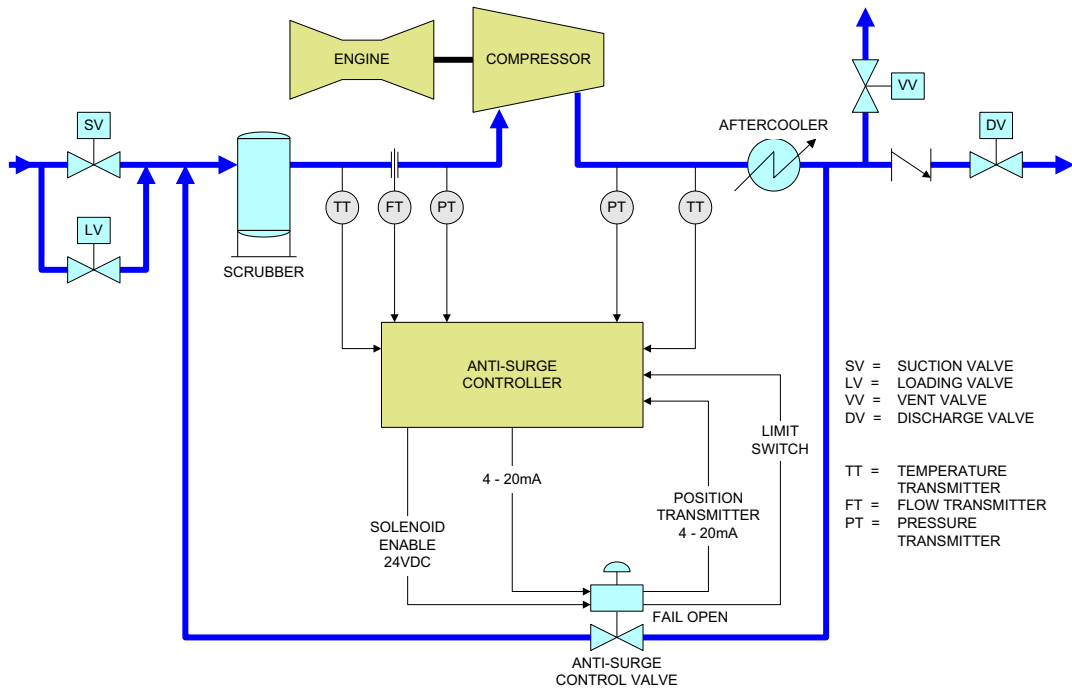 ENGINE
COMPRESSOR
VV
SV
AFTERCOOLER
DV
TT
FT
PT
PT
TT
LV
SCRUBBER
ANTI-SURGE
CONTROLLER
SV = SUCTION VALVE
LV = LOADING VALVE
VV = VENT VALVE
DV = DISCHARGE VALVE
LIMIT
SWITCH
4 - 20mA
TT = TEMPERATURE
TRANSMITTER
FT = FLOW TRANSMITTER
PT = PRESSURE
TRANSMITTER
POSITION
TRANSMITTER
4 - 20mA
SOLENOID
ENABLE
24VDC
FAIL OPEN
ANTI-SURGE
CONTROL VALVE